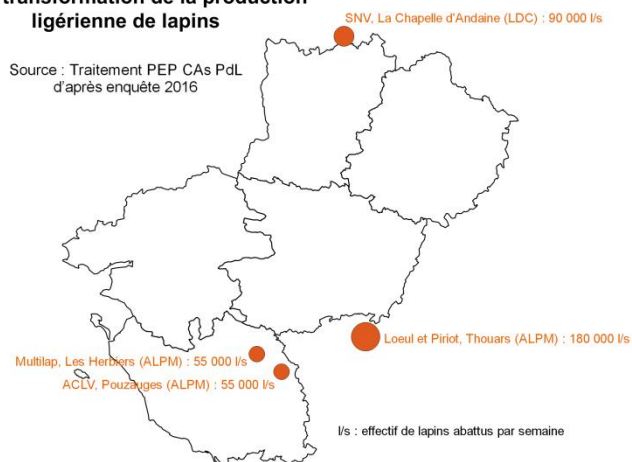 transformation de la production
ligérienne de lapins
Source : Traitement PEP CAs PdL
d'après enquête 2016
SNV, La Chapelle d'Andaine (LDC) : 90 000 l/s
Loeul et Piriot, Thouars (ALPM) : 180 000 l/s
Multilap, Les Herbiers (ALPM) : 55 000 l/s
ACLV, Pouzauges (ALPM) : 55 000 l/s
l/s : effectif de lapins abattus par semaine